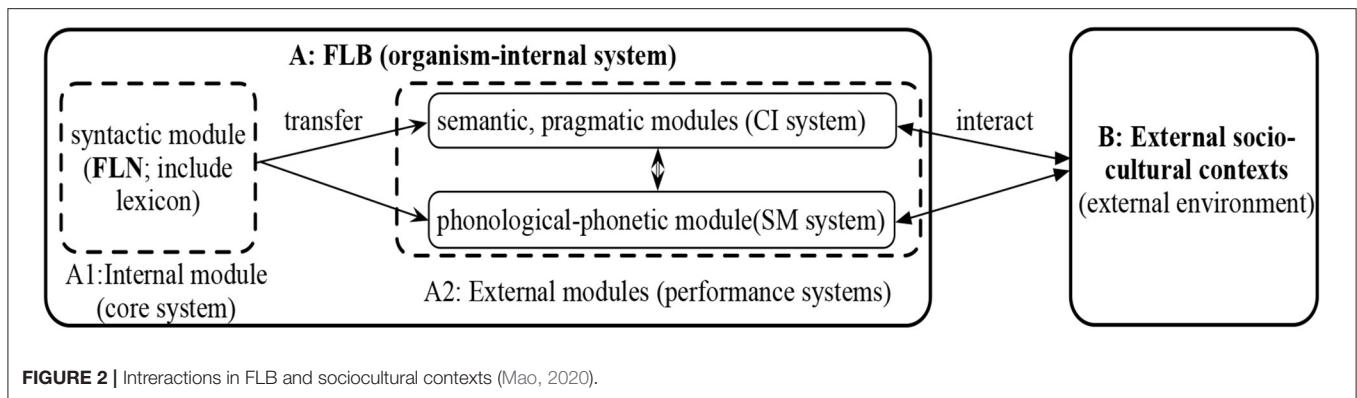 A: FLB (organism-internal system)
syntactic module
(FLN; include
lexicon)
A1:Internal module
(core system)
transfer
semantic, pragmatic modules (CI system)
phonological-phonetic module(SM system)
A2: External modules (performance systems)
interact
B: External socio-
cultural contexts
(external environment)
FIGURE 2 | Intreractions in FLB and sociocultural contexts (Mao, 2020).